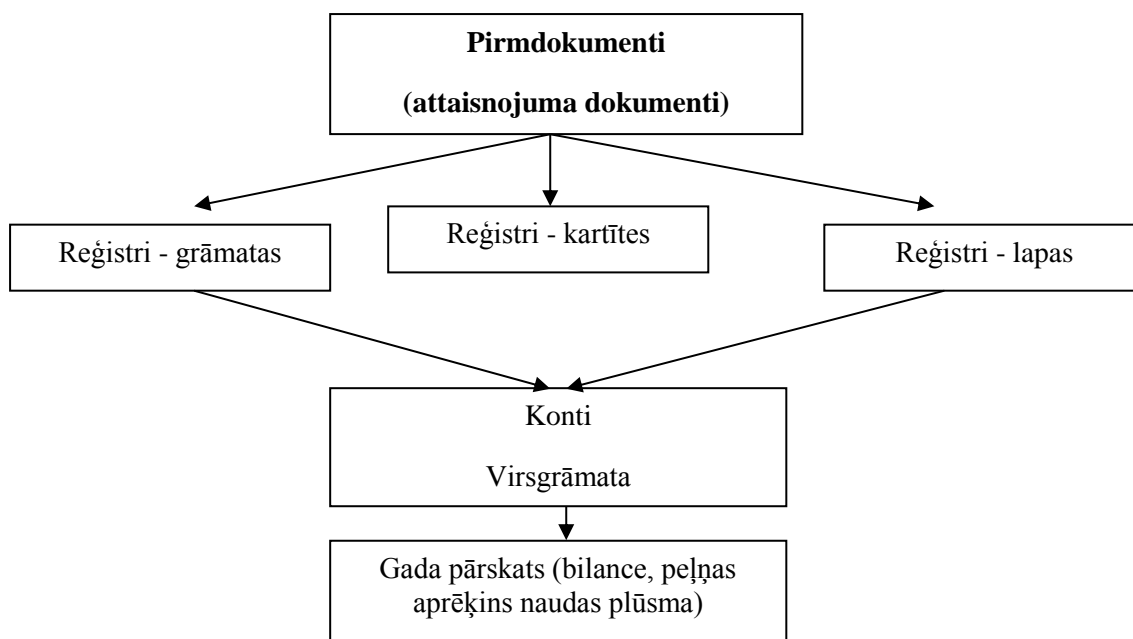 Pirmdokumenti
(attaisnojuma dokumenti)
Reģistri - grāmatas
Reģistri - kartītes
Reģistri - lapas
Konti
Virsgrāmata
Gada pārskats (bilance, peļņas
aprēķins naudas plūsma)